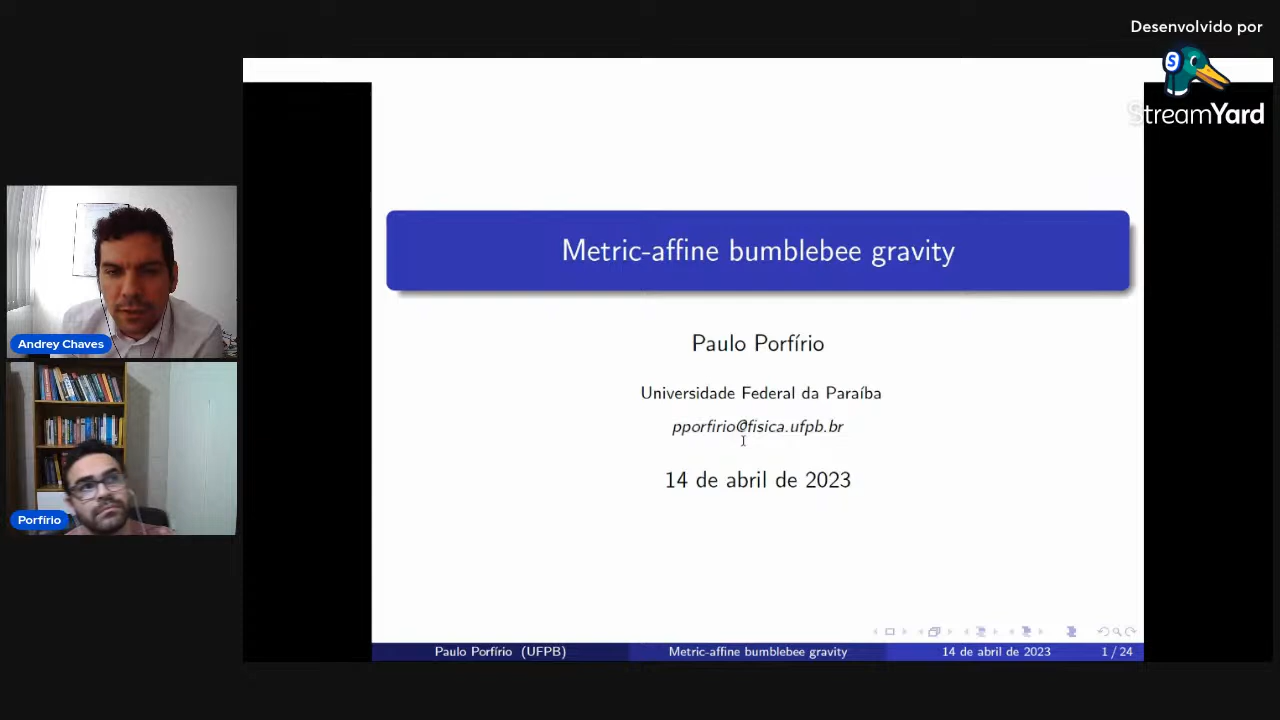 Desenvolvido por
StreamYard
Metric-affine bumblebee gravity
Paulo Porfírio
Universidade Federal da Paraíba
pporfirio@fisica.ufpb.br
14 de abril de 2023
Andrey Chaves
Porfírio
Paulo Porfírio (UFPB)
Metric-affine bumblebee gravity
14 de abril de 2023
1 / 24